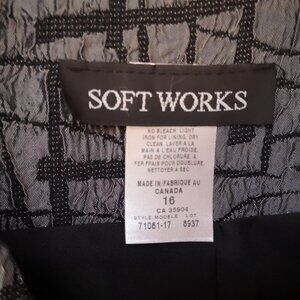 SOFT WORKS
NO BLEACH. LIGHT
IRON FOR LINING, DRY
CLEAN. LAVER A LA
MAIN A L'EAU FROIDE.
PAS DE CHLORURE, A
FER FRAIS POUR DOUBLURE,
NETTOYER A SEC
MADE IN/FABRIQUE AU
CANADA
16
CA 35904
STYLE:MODELE LOT
71061-17 8937